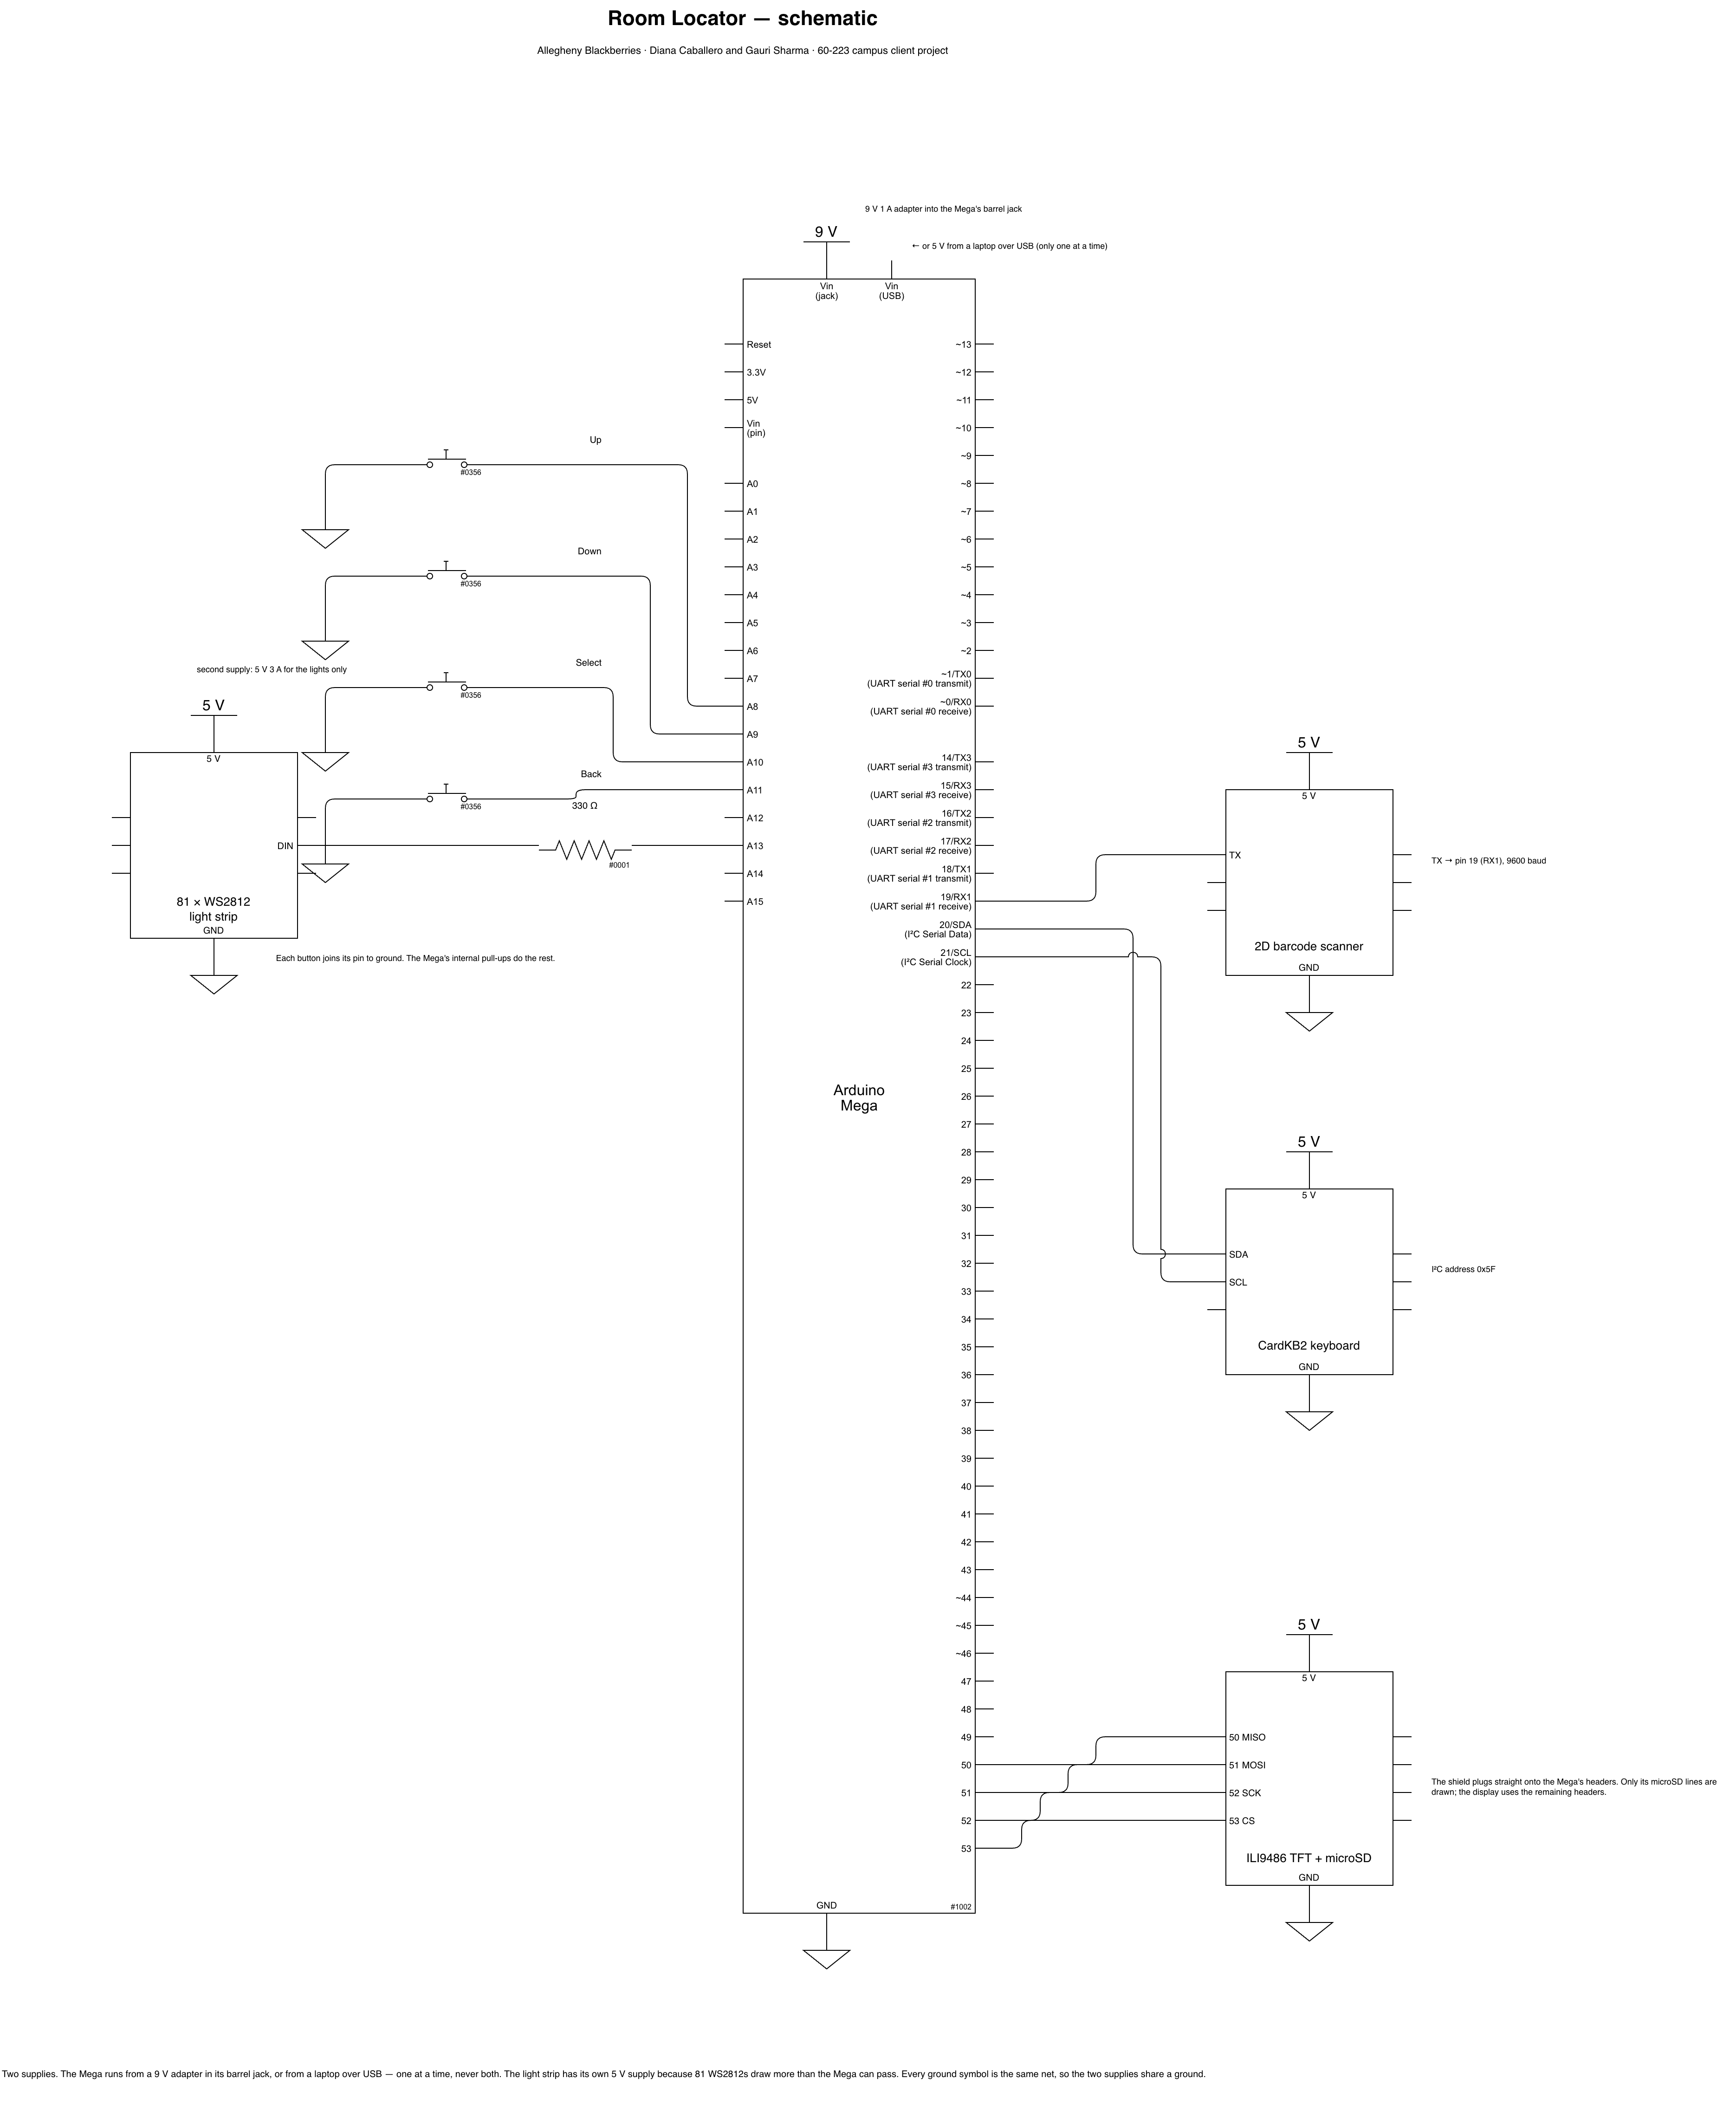 Room Locator — schematic
Allegheny Blackberries · Diana Caballero and Gauri Sharma · 60-223 campus client project
9 V 1 A adapter into the Mega's barrel jack
9 V
← or 5 V from a laptop over USB (only one at a time)
Vin
(jack)
Vin
(USB)
Reset
3.3V
5V
Vin
(pin)
A0
A1
A2
A3
A4
A5
A6
A7
A8
A9
A10
A11
A12
A13
A14
A15
~13
~12
~11
~10
~9
~8
~7
~6
~5
~4
~3
~2
~1/TX0
(UART serial #0 transmit)
~0/RX0
(UART serial #0 receive)
14/TX3
(UART serial #3 transmit)
15/RX3
(UART serial #3 receive)
16/TX2
(UART serial #2 transmit)
17/RX2
(UART serial #2 receive)
18/TX1
(UART serial #1 transmit)
19/RX1
(UART serial #1 receive)
20/SDA
(I²C Serial Data)
21/SCL
(I²C Serial Clock)
22
23
24
25
26
27
28
29
30
31
32
33
34
35
36
37
38
39
40
41
42
43
~44
~45
~46
47
48
49
50
51
52
53
Arduino
Mega
GND
#1002
Up
#0356
Down
#0356
second supply: 5 V 3 A for the lights only
Select
#0356
Back
#0356
330 Ω
#0001
5 V
5 V
DIN
81 × WS2812
light strip
GND
Each button joins its pin to ground. The Mega's internal pull-ups do the rest.
5 V
5 V
TX
TX → pin 19 (RX1), 9600 baud
2D barcode scanner
GND
5 V
5 V
SDA
SCL
I²C address 0x5F
CardKB2 keyboard
GND
5 V
5 V
50 MISO
51 MOSI
52 SCK
53 CS
The shield plugs straight onto the Mega's headers. Only its microSD lines are
drawn; the display uses the remaining headers.
ILI9486 TFT + microSD
GND
Two supplies. The Mega runs from a 9 V adapter in its barrel jack, or from a laptop over USB — one at a time, never both. The light strip has its own 5 V supply because 81 WS2812s draw more than the Mega can pass. Every ground symbol is the same net, so the two supplies share a ground.